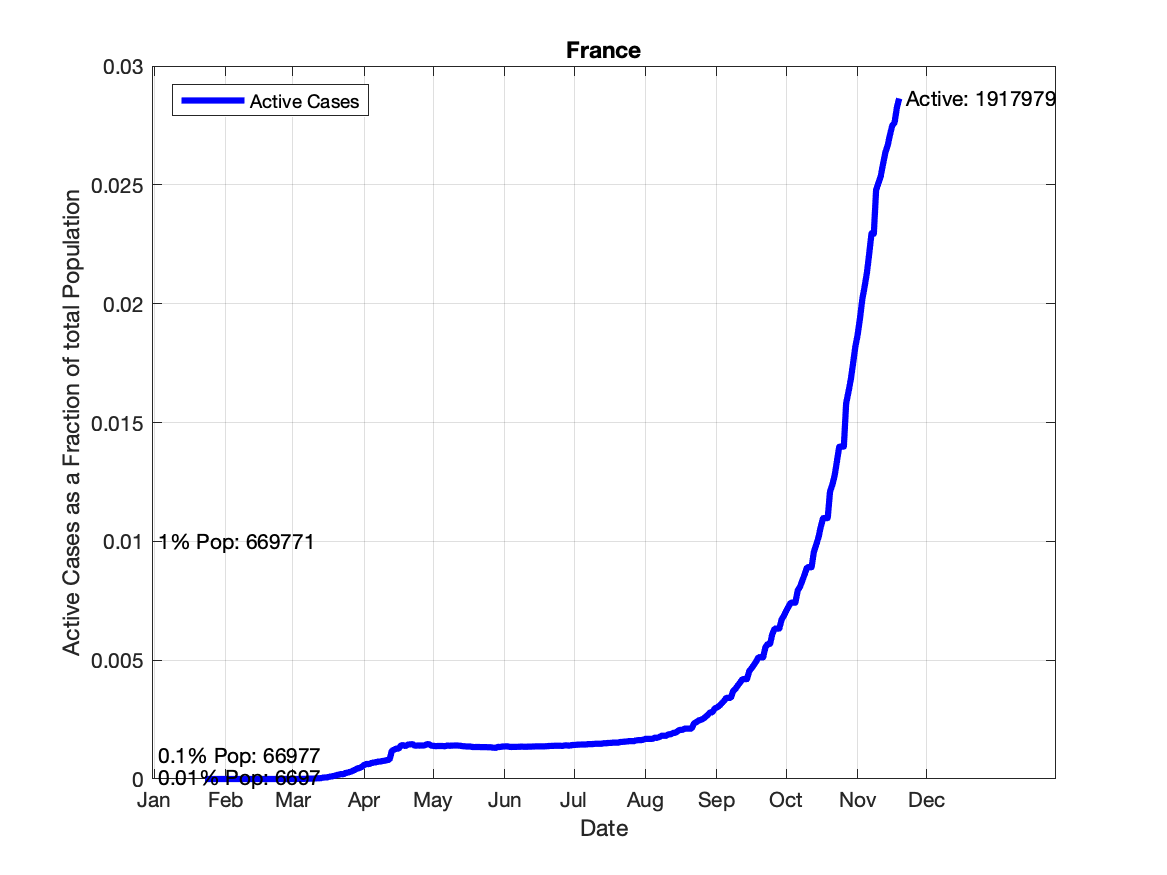 France
0.03
Active Cases
Active: 1917979
0.025
0.02
0.015
0.01
1% Pop: 669771
0.005
0.1% Pop: 66977
0
0.01% Pop: 6697
Jan Feb Mar Apr May Jun Jul Aug Sep Oct Nov Dec
Date
Active Cases as a Fraction of total Population